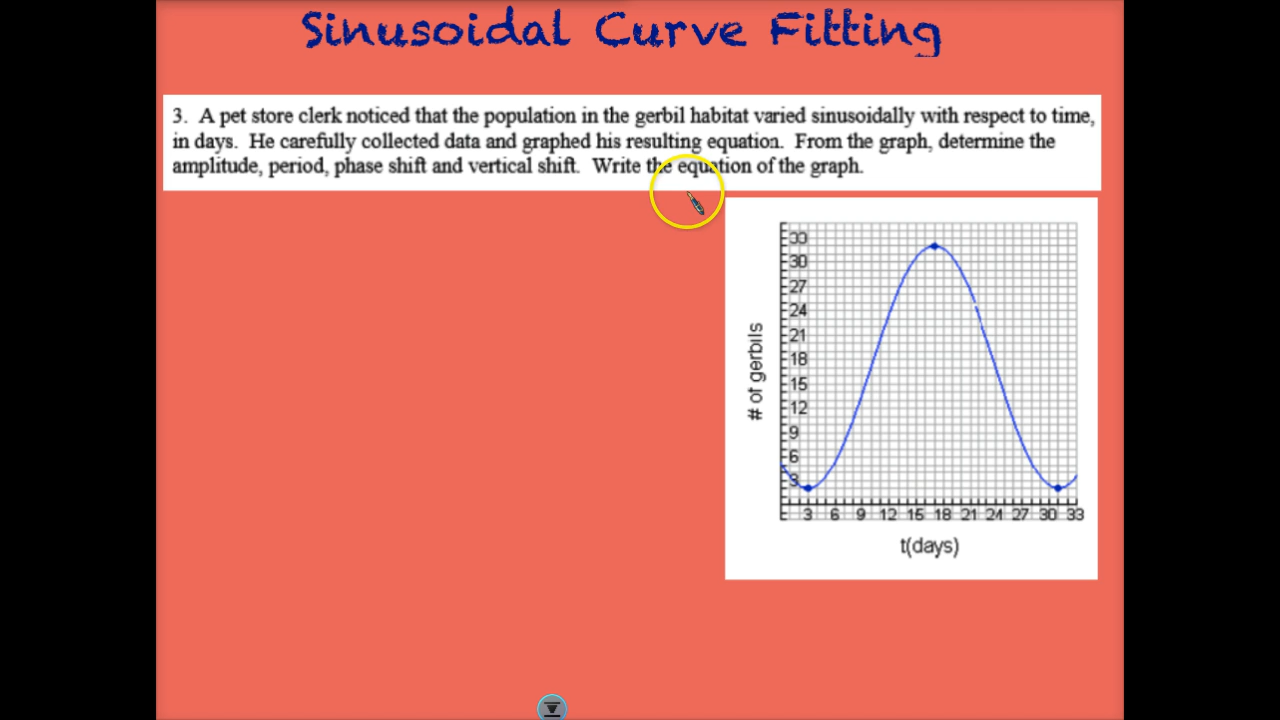 Sinusoidal Curve Fitting
3. A pet store clerk noticed that the population in the gerbil habitat varied sinusoidally with respect to time,
in days. He carefully collected data and graphed his resulting equation. From the graph, determine the
amplitude, period, phase shift and vertical shift. Write the equation of the graph.
# of gerbils
33
30
27
24
21
18
15
12
9
6
3
3 6 9 12 15 18 21 24 27 30 33
t(days)